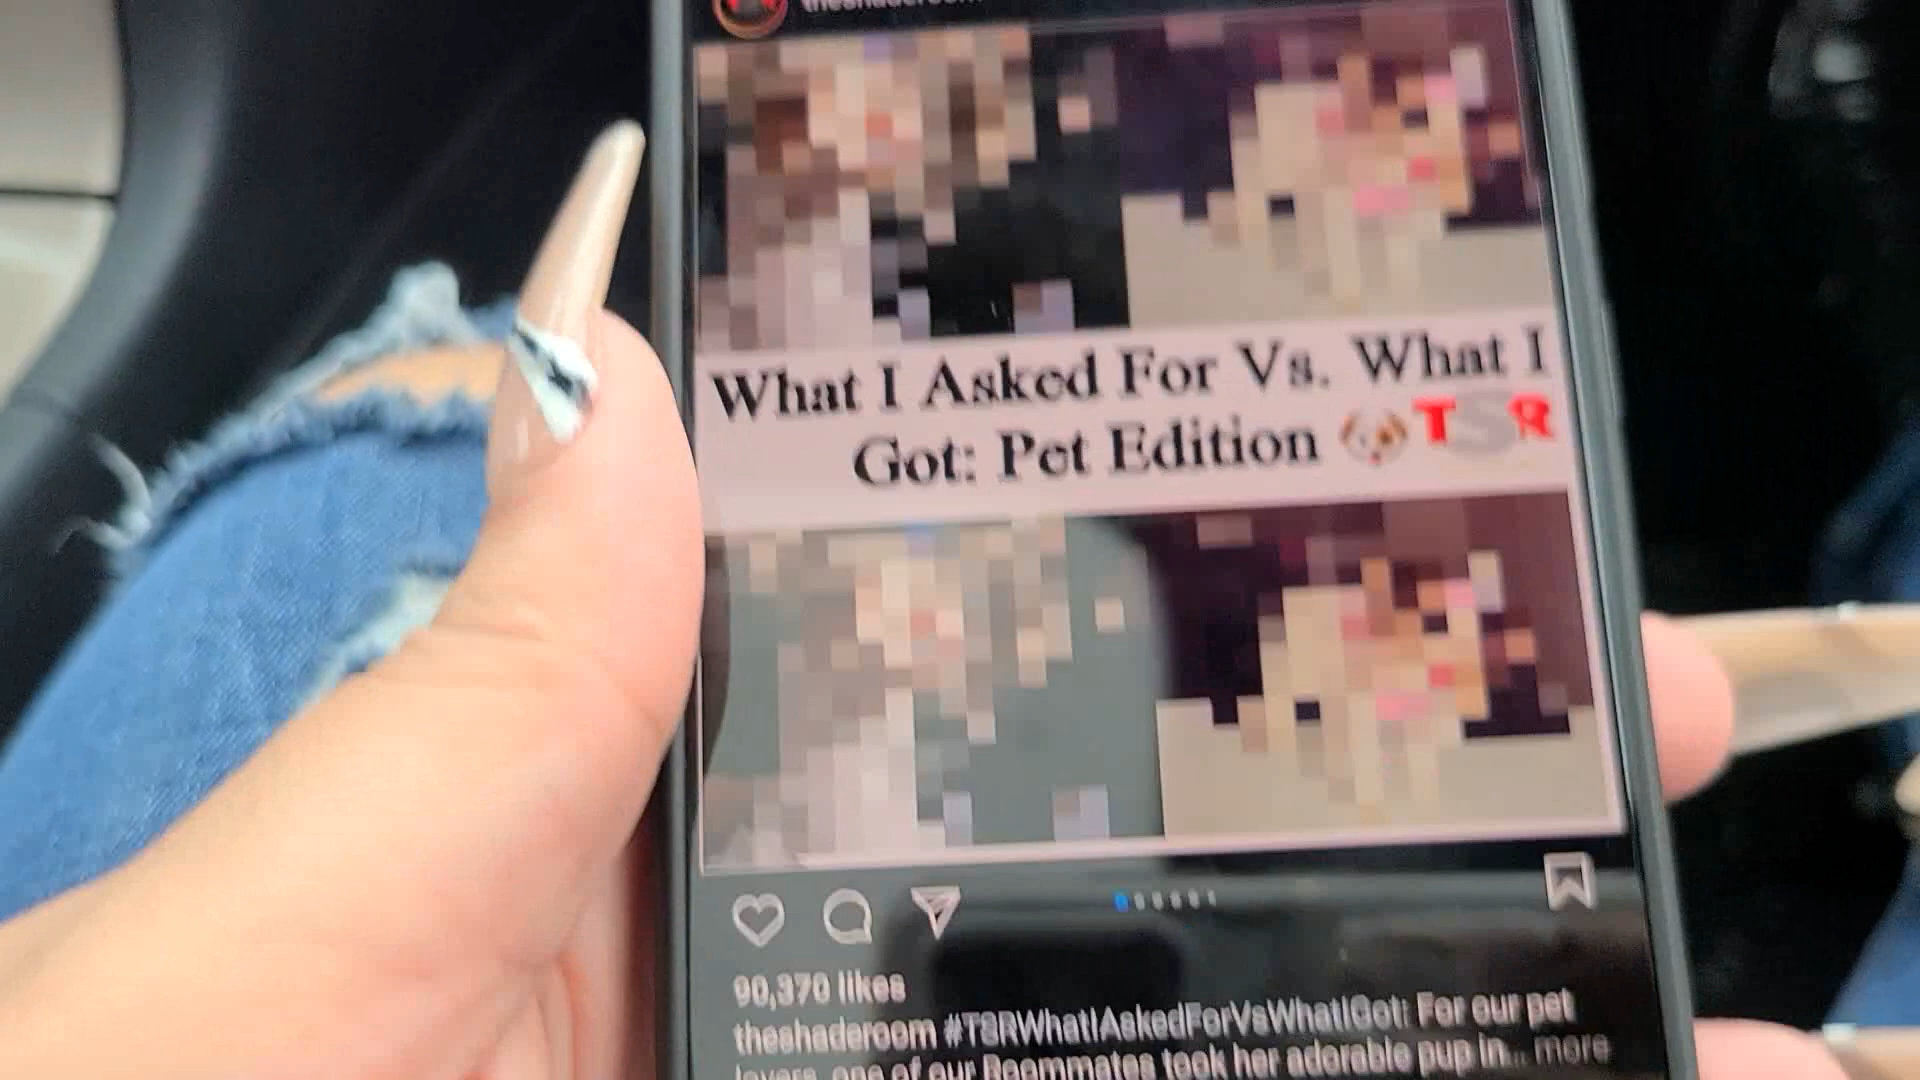 theshaderoom
What I Asked For Vs. What I
Got: Pet Edition 🐶 TSR
90,370 likes
theshaderoom #TSRWhatIAskedForVsWhatIGot: For our pet
lovers, one of our Roommates took her adorable pup in... more